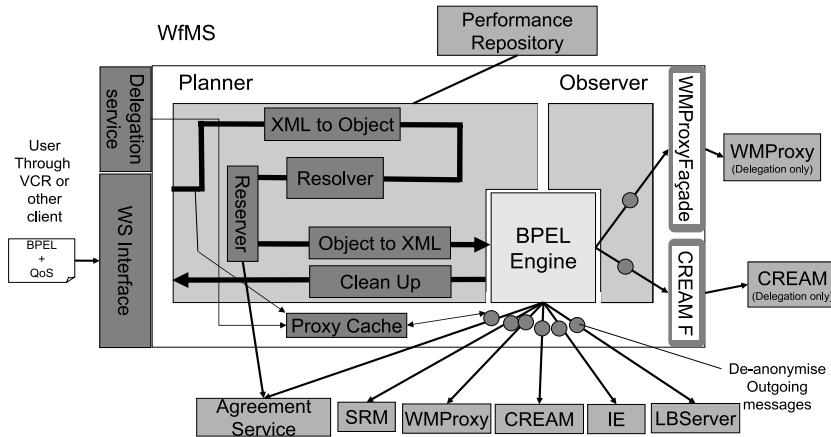 WfMS
Performance
Repository
Planner
Observer
Delegation
service
XML to Object
WMProxyFaçade
User
Through
VCR or
other
client
WMProxy
(Delegation only)
Resolver
Reserver
BPEL
+
QoS
WS Interface
Object to XML
BPEL
Engine
Clean Up
CREAM F
CREAM
(Delegation only)
Proxy Cache
De-anonymise
Outgoing
messages
Agreement
Service
SRM
WMProxy
CREAM
IE
LBServer